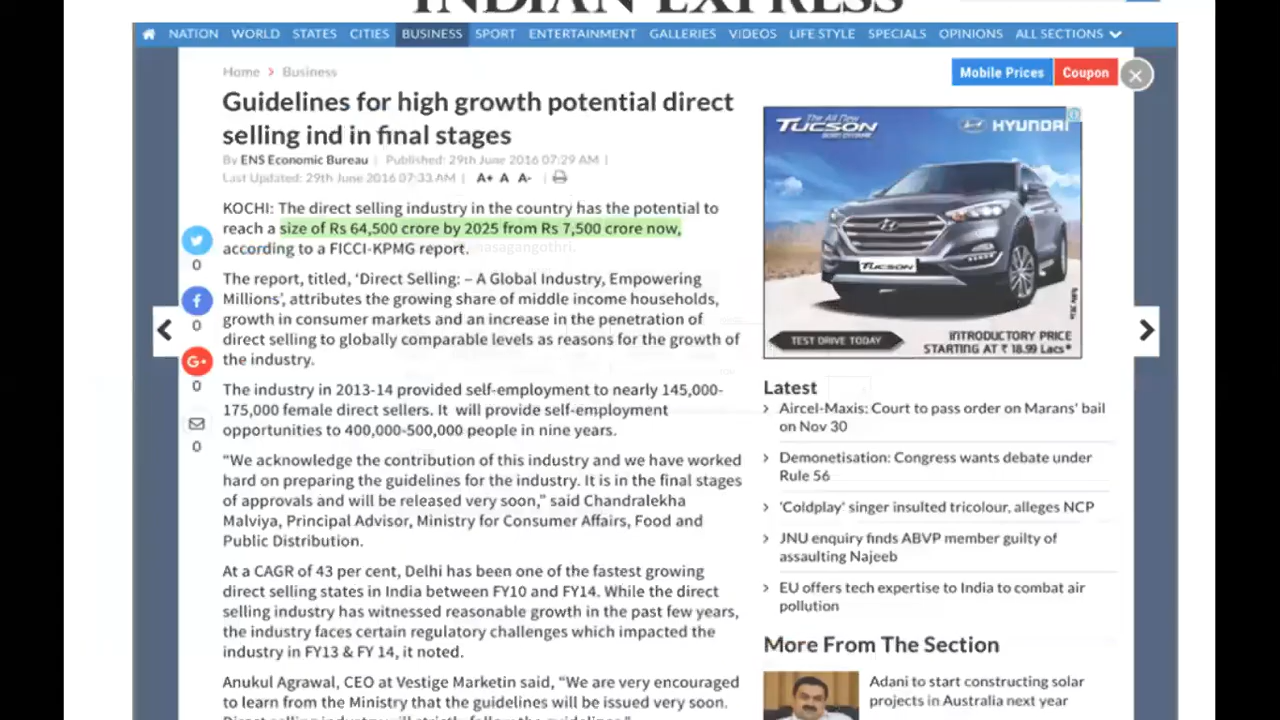 INDIAN EXPRESS
NATION WORLD STATES CITIES BUSINESS SPORT ENTERTAINMENT GALLERIES VIDEOS LIFE STYLE SPECIALS OPINIONS ALL SECTIONS
Home > Business
Mobile Prices Coupon
Guidelines for high growth potential direct
selling ind in final stages
By ENS Economic Bureau | Published: 29th June 2016 07:29 AM |
Last Updated: 29th June 2016 07:33 AM | A+ A A- |
KOCHI: The direct selling industry in the country has the potential to
reach a size of Rs 64,500 crore by 2025 from Rs 7,500 crore now,
according to a FICCI-KPMG report.
The report, titled, ‘Direct Selling: – A Global Industry, Empowering
Millions’, attributes the growing share of middle income households,
growth in consumer markets and an increase in the penetration of
direct selling to globally comparable levels as reasons for the growth of
the industry.
The industry in 2013-14 provided self-employment to nearly 145,000-
175,000 female direct sellers. It will provide self-employment
opportunities to 400,000-500,000 people in nine years.
“We acknowledge the contribution of this industry and we have worked
hard on preparing the guidelines for the industry. It is in the final stages
of approvals and will be released very soon,” said Chandralekha
Malviya, Principal Advisor, Ministry for Consumer Affairs, Food and
Public Distribution.
At a CAGR of 43 per cent, Delhi has been one of the fastest growing
direct selling states in India between FY10 and FY14. While the direct
selling industry has witnessed reasonable growth in the past few years,
the industry faces certain regulatory challenges which impacted the
industry in FY13 & FY 14, it noted.
Anukul Agrawal, CEO at Vestige Marketin said, “We are very encouraged
to learn from the Ministry that the guidelines will be issued very soon.
Direct selling industry will strictly follow the guidelines.”
0
0
0
0
The All New
TUCSON
HYUNDAI
TUCSON
TEST DRIVE TODAY
INTRODUCTORY PRICE
STARTING AT ₹ 18.99 Lacs*
Latest
> Aircel-Maxis: Court to pass order on Marans' bail
on Nov 30
> Demonetisation: Congress wants debate under
Rule 56
> 'Coldplay' singer insulted tricolour, alleges NCP
> JNU enquiry finds ABVP member guilty of
assaulting Najeeb
> EU offers tech expertise to India to combat air
pollution
More From The Section
Adani to start constructing solar
projects in Australia next year